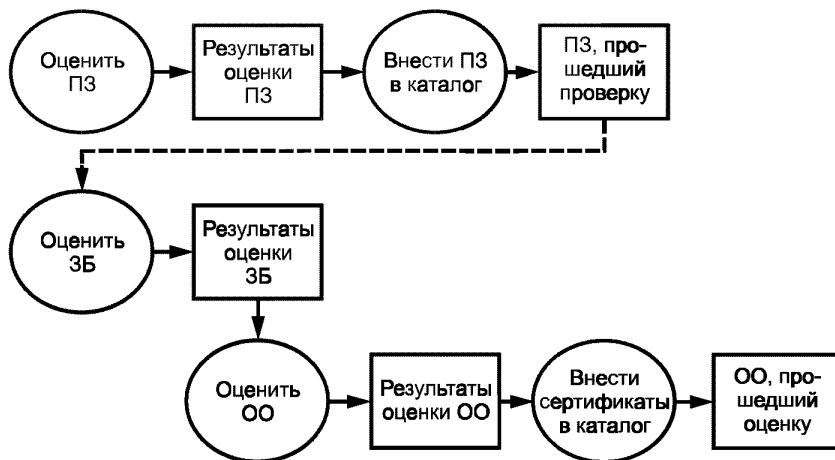 Оценить
ПЗ
Результаты
оценки
ПЗ
Внести ПЗ
в каталог
ПЗ, про-
шедший
проверку
Оценить
ЗБ
Результаты
оценки
ЗБ
Оценить
ОО
Результаты
оценки ОО
Внести
сертификаты
в каталог
ОО, про-
шедший
оценку